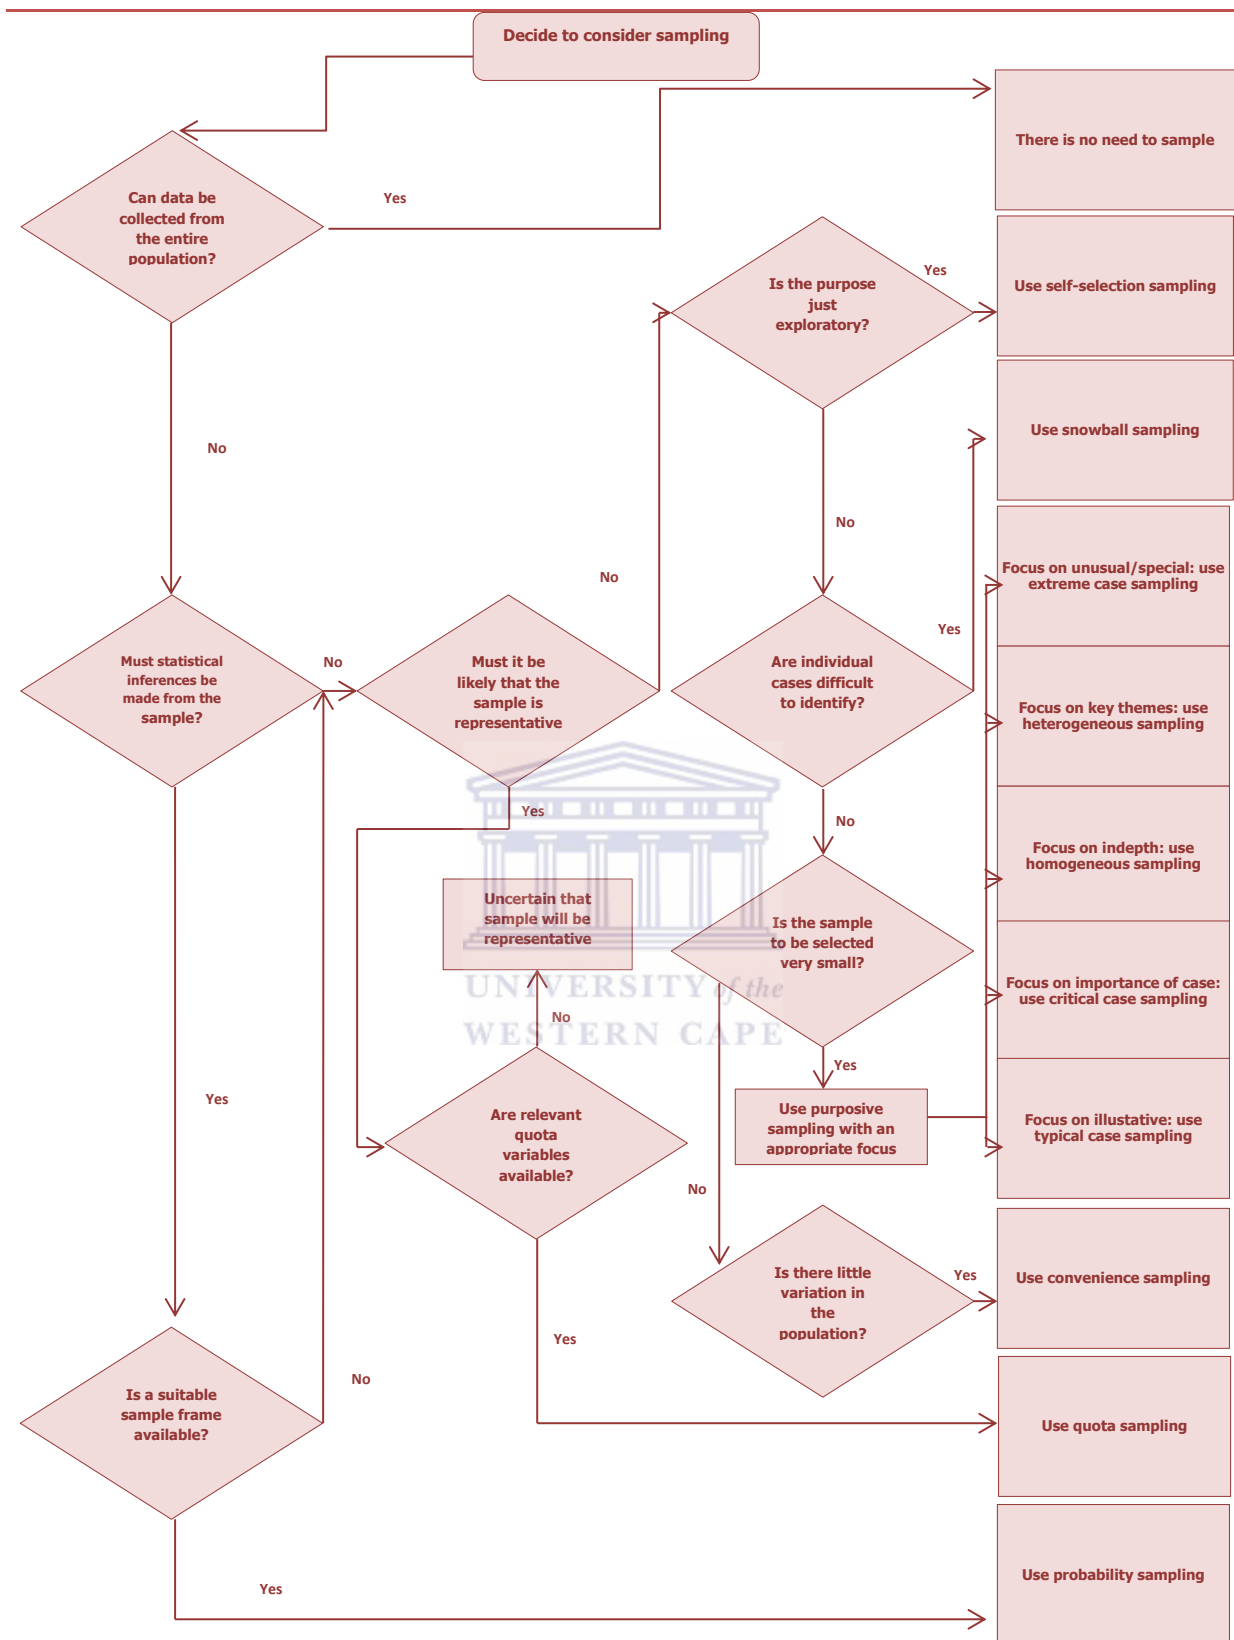 Decide to consider sampling
There is no need to sample
Can data be
collected from
the entire
population?
Yes
Is the purpose
just
exploratory?
Yes
Use self-selection sampling
No
Use snowball sampling
No
No
Focus on unusual/special: use
extreme case sampling
Must statistical
inferences be
made from the
sample?
No
Must it be
likely that the
sample is
representative
Are individual
cases difficult
to identify?
Yes
Focus on key themes: use
heterogeneous sampling
Yes
No
Focus on indepth: use
homogeneous sampling
Uncertain that
sample will be
representative
Is the sample
to be selected
very small?
Focus on importance of case:
use critical case sampling
UNIVERSITY of the
WESTERN CAPE
No
Yes
Yes
Are relevant
quota
variables
available?
Use purposive
sampling with an
appropriate focus
Focus on illustative: use
typical case sampling
No
Is there little
variation in
the
population?
Yes
Use convenience sampling
Yes
Is a suitable
sample frame
available?
No
Use quota sampling
Yes
Use probability sampling